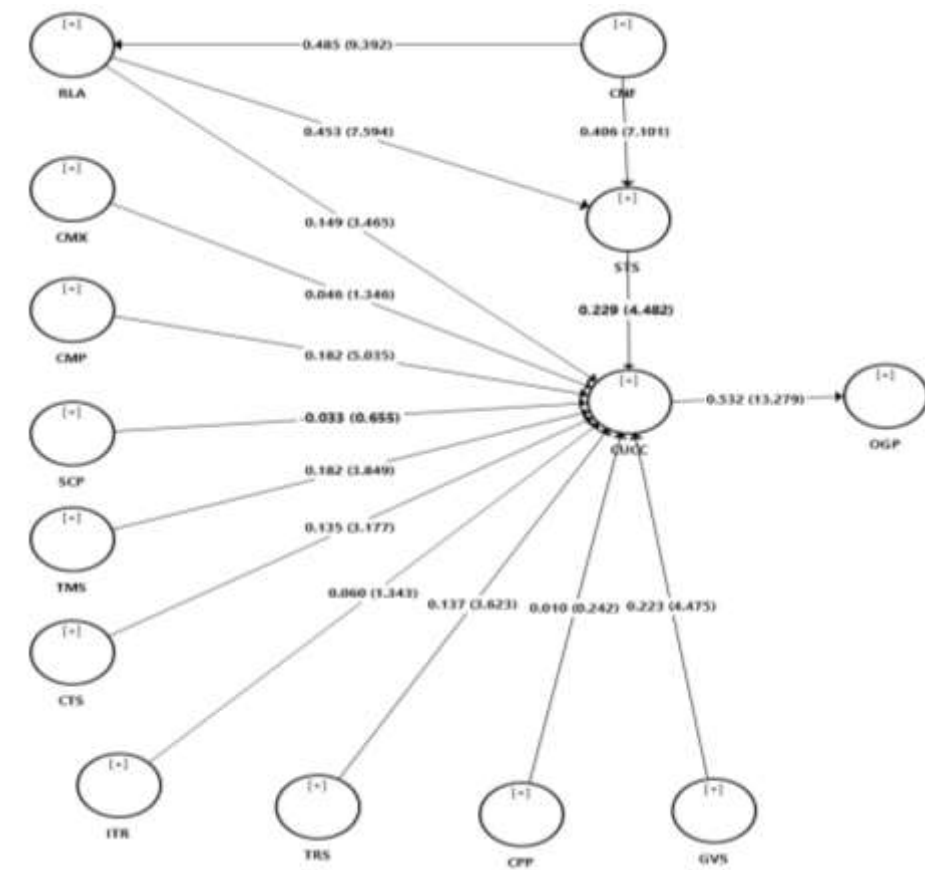 [+]
[+]
0.485 (9.392)
RLA
CNF
0.453 (7.594)
0.406 (7.101)
[+]
[+]
CMX
0.149 (3.465)
STS
0.046 (1.346)
0.229 (4.482)
[+]
CMP
0.182 (5.035)
[+]
[+]
0.532 (13.279)
CUCC
OGP
[+]
-0.033 (0.655)
SCP
0.182 (3.849)
[+]
TMS
0.135 (3.177)
0.060 (1.343)
0.137 (3.623)
0.010 (0.242)
0.223 (4.475)
[+]
CTS
[+]
ITR
[+]
TRS
[+]
CPP
[+]
GVS